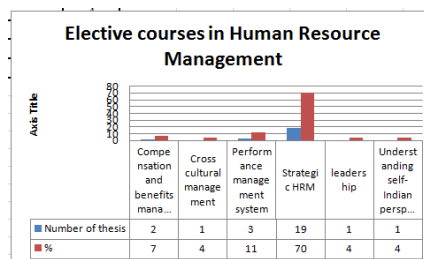 Elective courses in Human Resource
Management
Axis Title
80
70
60
50
40
30
20
10
0
Compe
nsation
and
benefits
mana...
Cross
cultural
manage
ment
Perform
ance
manage
ment
system
Strategi
c HRM
leaders
hip
Underst
anding
self-
Indian
persp...
Number of thesis 2 1 3 19 1 1
% 7 4 11 70 4 4